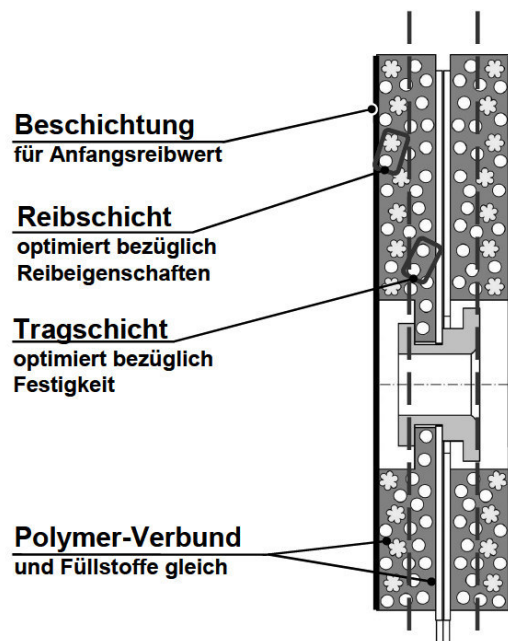 Beschichtung
für Anfangsreibwert
Reibschicht
optimiert bezüglich
Reibeigenschaften
Tragschicht
optimiert bezüglich
Festigkeit
Polymer-Verbund
und Füllstoffe gleich